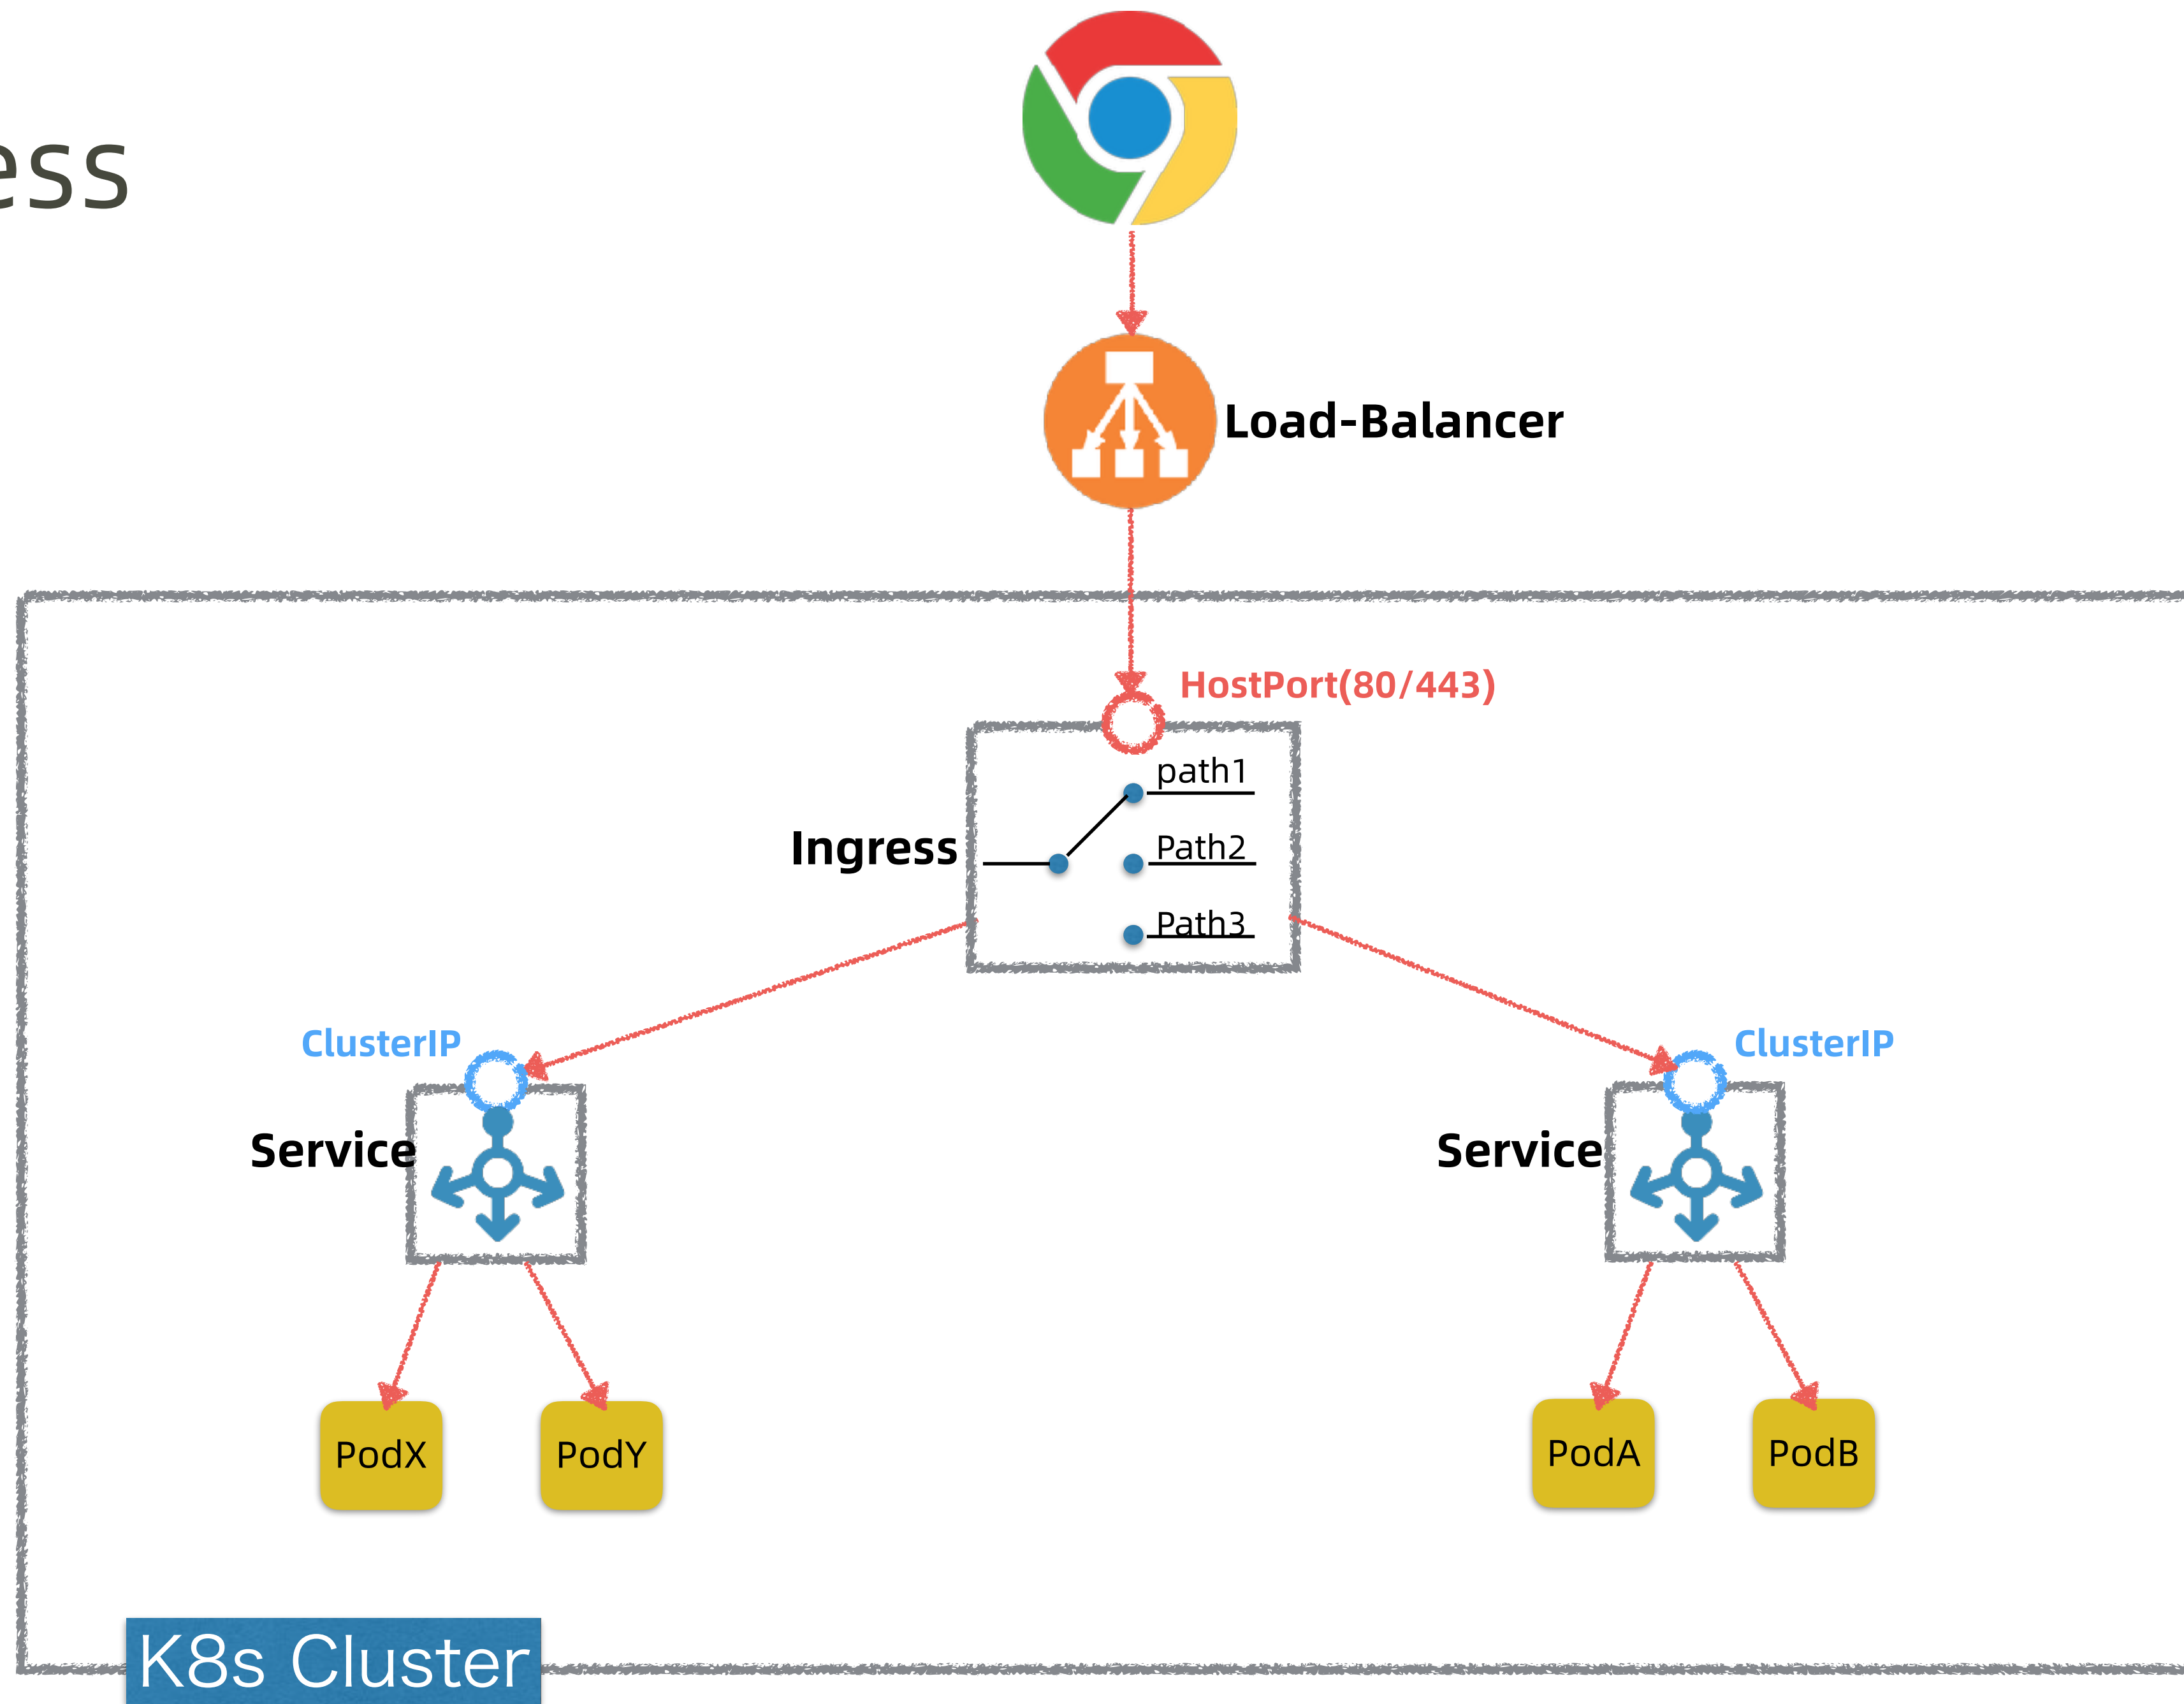 ess
Load-Balancer
HostPort(80/443)
path1
Ingress
Path2
Path3
ClusterIP
ClusterIP
Service
Service
PodX
PodY
PodA
PodB
K8s Cluster